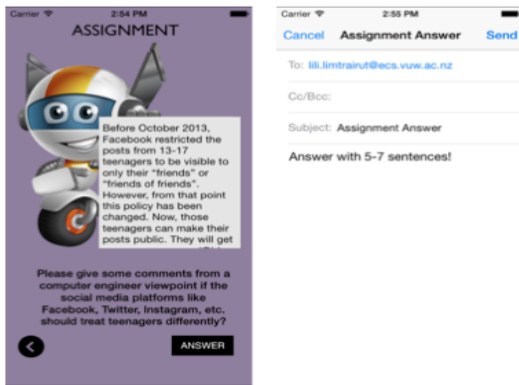 Carrier 2:54 PM
ASSIGNMENT
Before October 2013,
Facebook restricted the
posts from 13-17
teenagers to be visible to
only their "friends" or
"friends of friends".
However, from that point
this policy has been
changed. Now, those
teenagers can make their
posts public. They will get
Please give some comments from a
computer engineer viewpoint if the
social media platforms like
Facebook, Twitter, Instagram, etc.
should treat teenagers differently?
ANSWER
Carrier 2:55 PM
Cancel Assignment Answer Send
To: lili.limtrairut@ecs.vuw.ac.nz
Cc/Bcc:
Subject: Assignment Answer
Answer with 5-7 sentences!